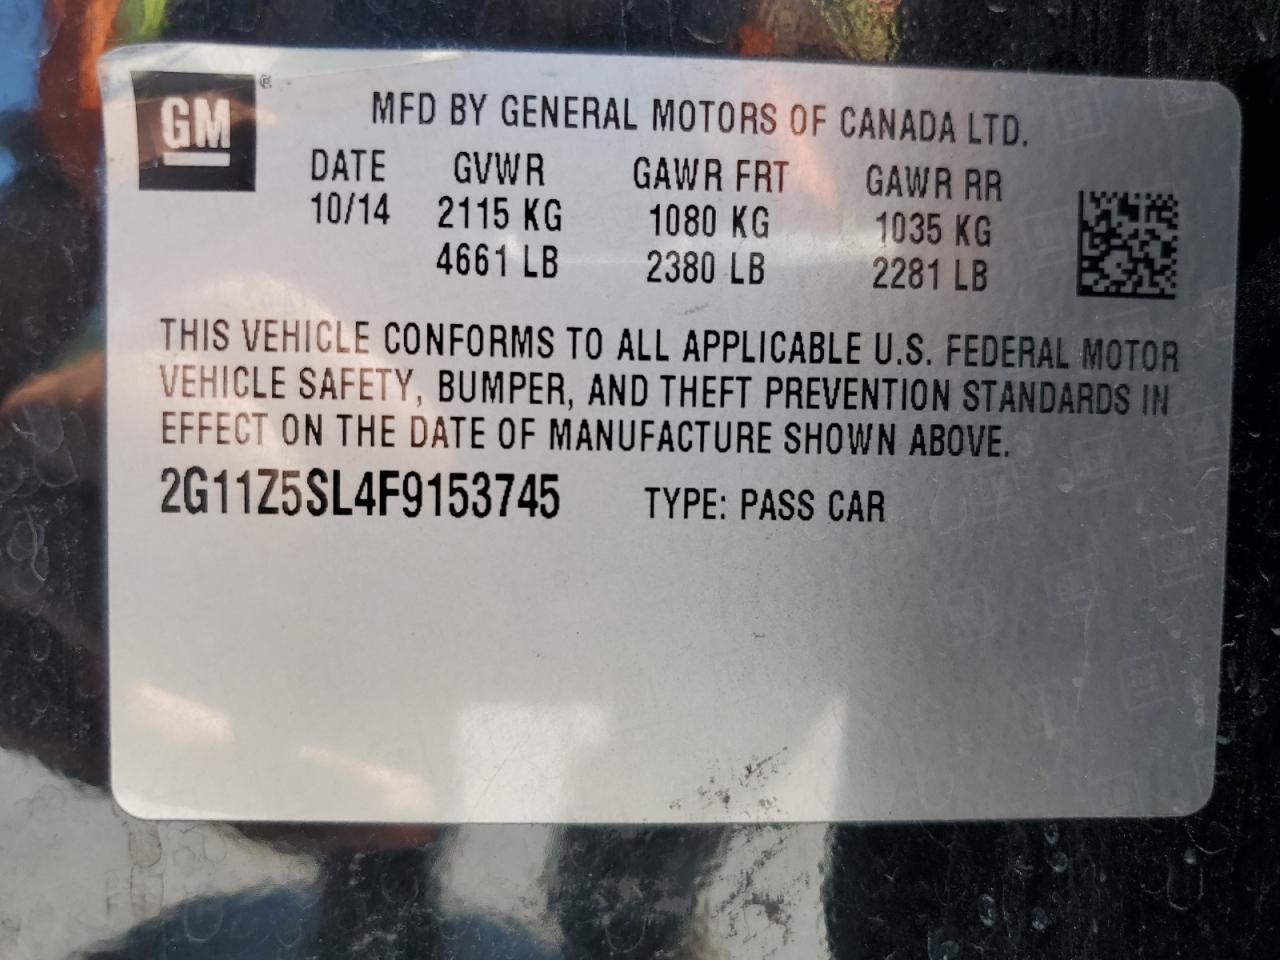 GM ®
MFD BY GENERAL MOTORS OF CANADA LTD.
DATE GVWR GAWR FRT GAWR RR
10/14 2115 KG 1080 KG 1035 KG
4661 LB 2380 LB 2281 LB
THIS VEHICLE CONFORMS TO ALL APPLICABLE U.S. FEDERAL MOTOR
VEHICLE SAFETY, BUMPER, AND THEFT PREVENTION STANDARDS IN
EFFECT ON THE DATE OF MANUFACTURE SHOWN ABOVE.
2G11Z5SL4F9153745 TYPE: PASS CAR